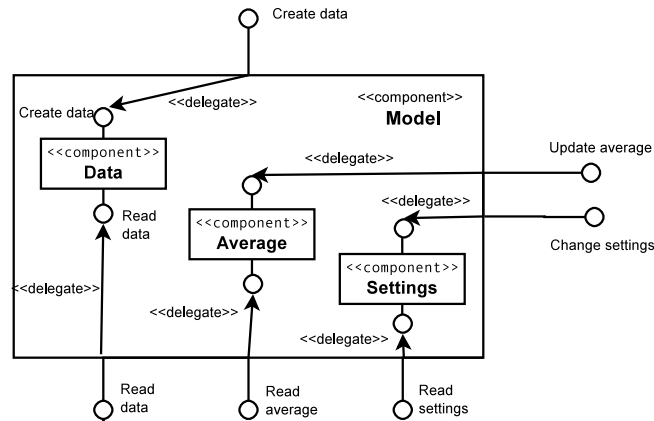 Create data
<<delegate>>
<<component>>
Model
Create data
<<component>>
Data
<<delegate>>
Update average
Read
data
<<component>>
Average
<<delegate>>
Change settings
<<component>>
Settings
<<delegate>>
<<delegate>>
<<delegate>>
Read
data
Read
average
Read
settings